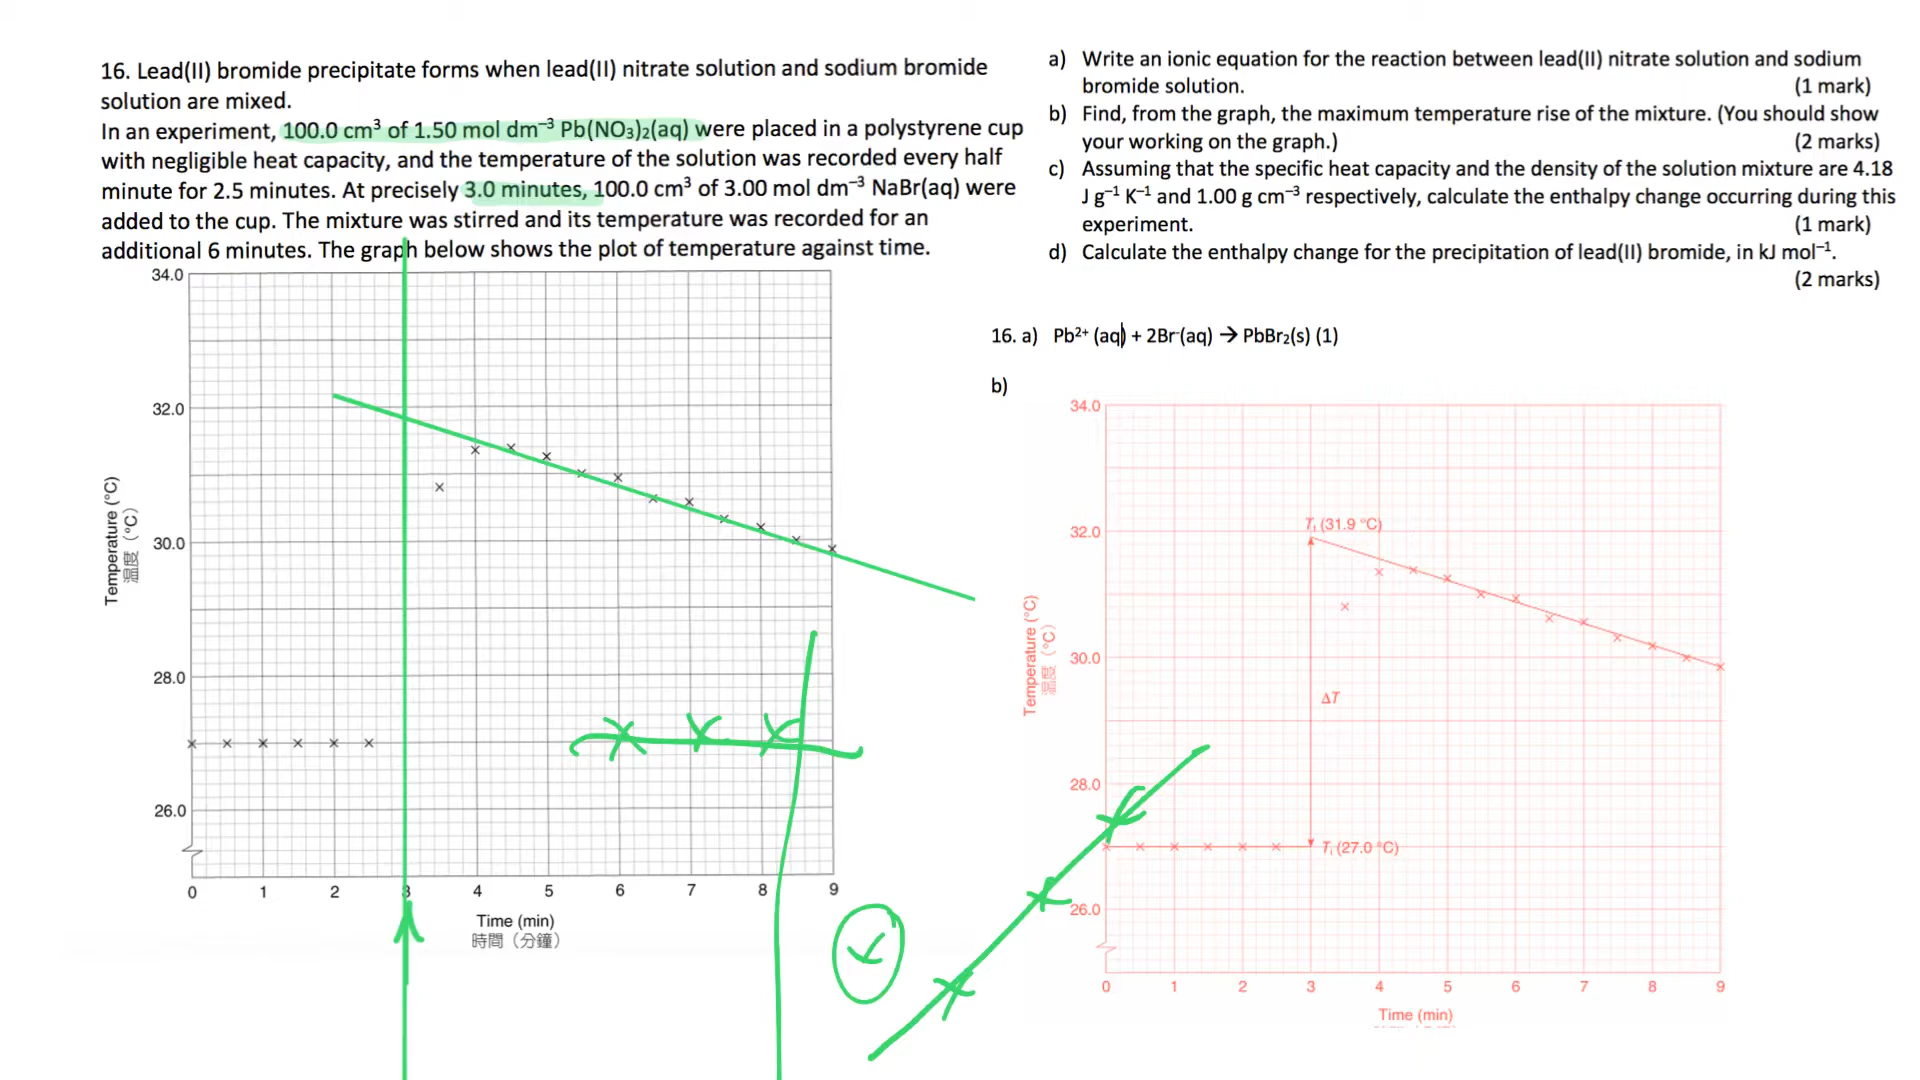 16. Lead(II) bromide precipitate forms when lead(II) nitrate solution and sodium bromide
solution are mixed.
In an experiment, 100.0 cm³ of 1.50 mol dm⁻³ Pb(NO₃)₂(aq) were placed in a polystyrene cup
with negligible heat capacity, and the temperature of the solution was recorded every half
minute for 2.5 minutes. At precisely 3.0 minutes, 100.0 cm³ of 3.00 mol dm⁻³ NaBr(aq) were
added to the cup. The mixture was stirred and its temperature was recorded for an
additional 6 minutes. The graph below shows the plot of temperature against time.
34.0
32.0
30.0
28.0
26.0
Temperature (°C)
温度（°C）
0 1 2 3 4 5 6 7 8 9
Time (min)
時間（分鐘）
a) Write an ionic equation for the reaction between lead(II) nitrate solution and sodium
bromide solution. (1 mark)
b) Find, from the graph, the maximum temperature rise of the mixture. (You should show
your working on the graph.) (2 marks)
c) Assuming that the specific heat capacity and the density of the solution mixture are 4.18
J g⁻¹ K⁻¹ and 1.00 g cm⁻³ respectively, calculate the enthalpy change occurring during this
experiment. (1 mark)
d) Calculate the enthalpy change for the precipitation of lead(II) bromide, in kJ mol⁻¹.
(2 marks)
16. a) Pb²⁺ (aq) + 2Br⁻(aq) → PbBr₂(s) (1)
b)
34.0
32.0
30.0
28.0
26.0
Temperature (°C)
温度（°C）
(31.9 °C)
ΔT
Tᵢ (27.0 °C)
0 1 2 3 4 5 6 7 8 9
Time (min)